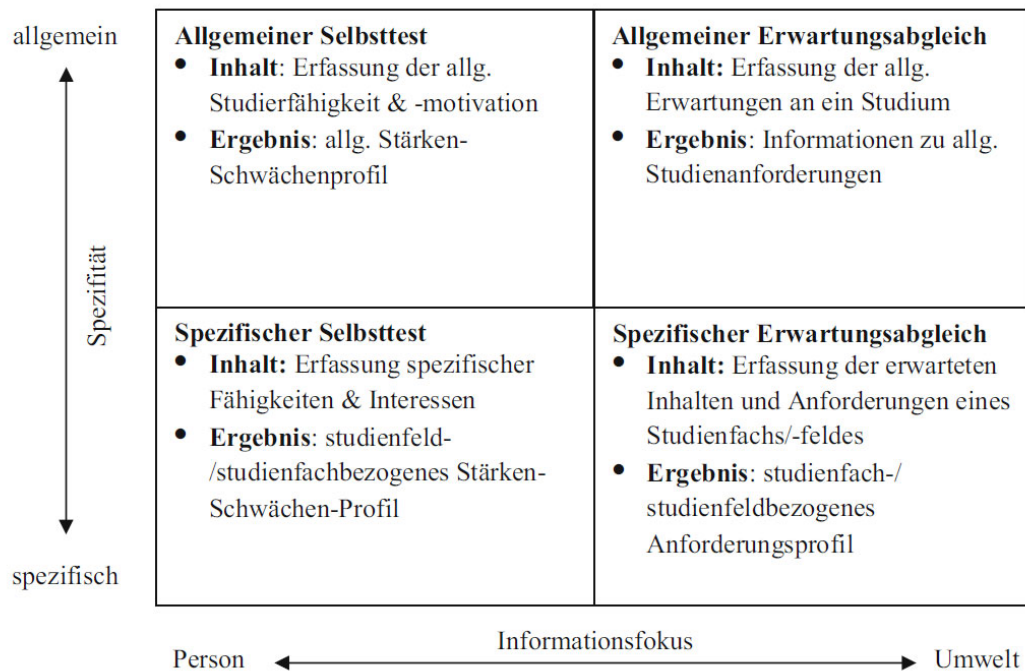 allgemein
Spezifität
spezifisch
Allgemeiner Selbsttest
• Inhalt: Erfassung der allg.
Studierfähigkeit & -motivation
• Ergebnis: allg. Stärken-
Schwächenprofil
Allgemeiner Erwartungsabgleich
• Inhalt: Erfassung der allg.
Erwartungen an ein Studium
• Ergebnis: Informationen zu allg.
Studienanforderungen
Spezifischer Selbsttest
• Inhalt: Erfassung spezifischer
Fähigkeiten & Interessen
• Ergebnis: studienfeld-
/studienfachbezogenes Stärken-
Schwächen-Profil
Spezifischer Erwartungsabgleich
• Inhalt: Erfassung der erwarteten
Inhalten und Anforderungen eines
Studienfachs/-feldes
• Ergebnis: studienfach-/
studienfeldbezogenes
Anforderungsprofil
Informationsfokus
Person
Umwelt